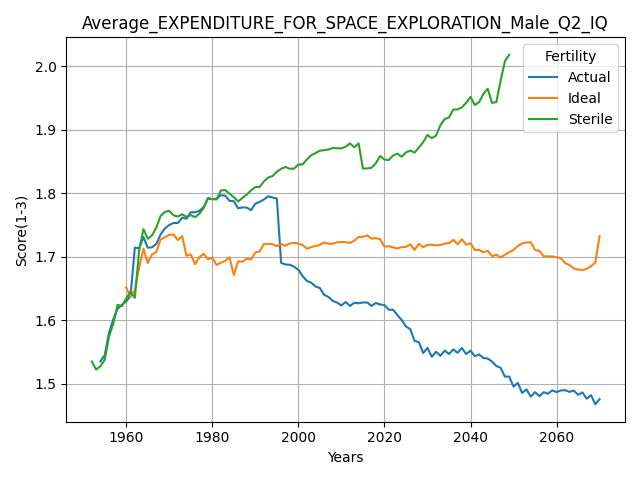 Average_EXPENDITURE_FOR_SPACE_EXPLORATION_Male_Q2_IQ
Fertility
Actual
Ideal
Sterile
Score(1-3)
2.0
1.9
1.8
1.7
1.6
1.5
1960 1980 2000 2020 2040 2060
Years